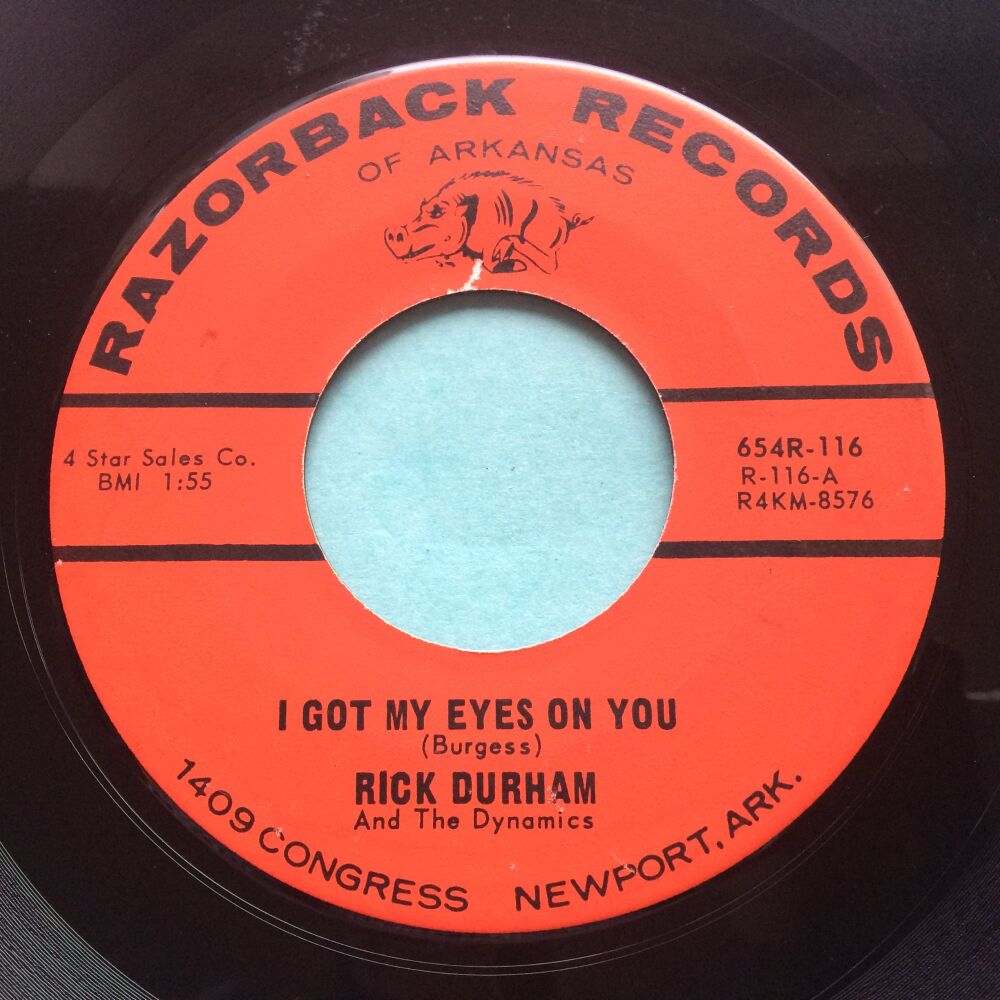 RAZORBACK RECORDS
OF ARKANSAS
4 Star Sales Co.
BMI 1:55
654R-116
R-116-A
R4KM-8576
I GOT MY EYES ON YOU
(Burgess)
RICK DURHAM
And The Dynamics
1409 CONGRESS NEWPORT, ARK.